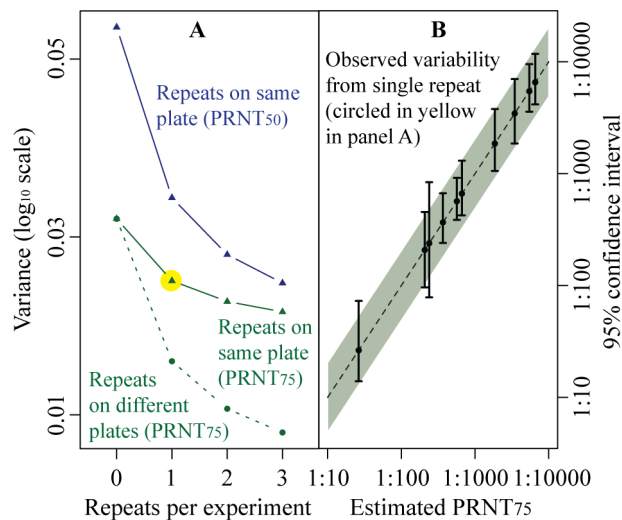 A
B
0.05
0.03
0.01
Variance (log10 scale)
Repeats on same
plate (PRNT50)
Repeats on
same plate
(PRNT75)
Repeats
on different
plates (PRNT75)
0 1 2 3
Repeats per experiment
Observed variability
from single repeat
(circled in yellow
in panel A)
1:10 1:100 1:1000 1:10000
Estimated PRNT75
1:10000
1:1000
1:100
1:10
95% confidence interval